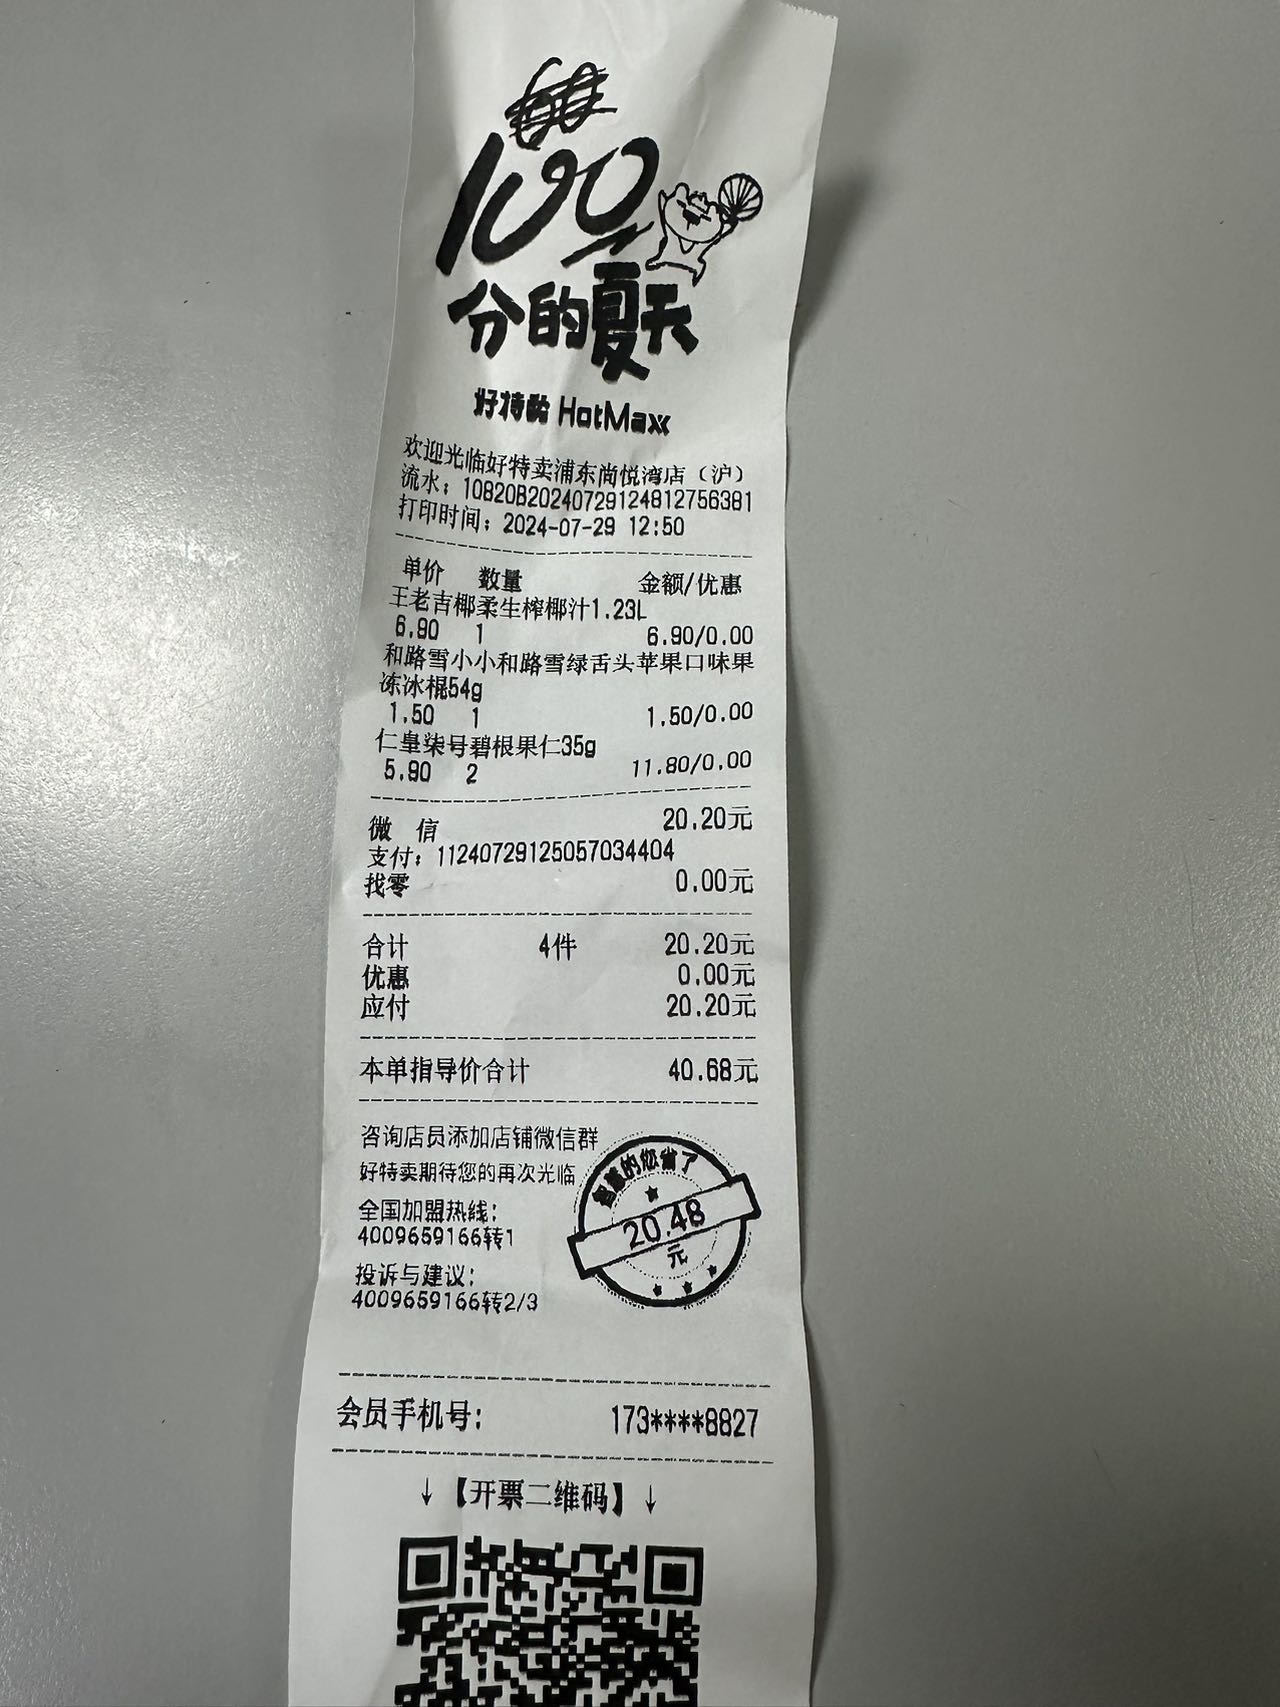 100
分的夏天
好特卖 HotMaxx
欢迎光临好特卖浦东尚悦湾店（沪）
流水：10820B20240729124812756381
打印时间：2024-07-29 12:50
单价 数量 金额/优惠
王老吉椰柔生榨椰汁1.23L
6.90 1 6.90/0.00
和路雪小小和路雪绿舌头苹果口味果
冻冰棍54g
1.50 1 1.50/0.00
仁皇柒号碧根果仁35g
5.90 2 11.80/0.00
微 信 20.20元
支付：11240729125057034404
找零 0.00元
合计 4件 20.20元
优惠 0.00元
应付 20.20元
本单指导价合计 40.68元
咨询店员添加店铺微信群
好特卖期待您的再次光临
全国加盟热线：
4009659166转1
投诉与建议：
4009659166转2/3
智慧的您省了
20.48
元
会员手机号： 173****8827
↓【开票二维码】↓